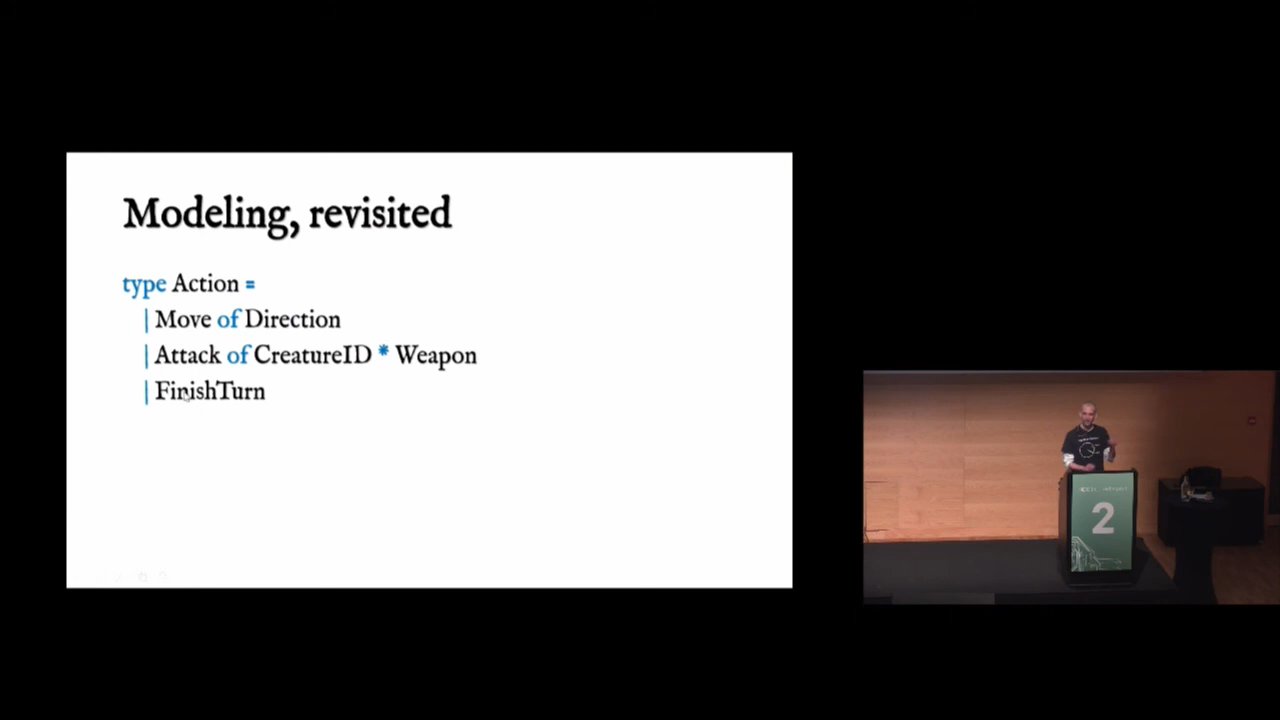 Modeling, revisited
type Action =
| Move of Direction
| Attack of CreatureID * Weapon
| FinishTurn
2